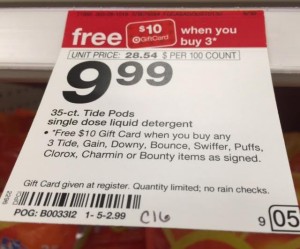 free $10 GiftCard when you buy 3*
UNIT PRICE: 28.54 $ PER 100 COUNT
9.99
35-ct. Tide Pods
single dose liquid detergent
• *Free $10 Gift Card when you buy any
3 Tide, Gain, Downy, Bounce, Swiffer, Puffs,
Clorox, Charmin or Bounty items as signed.
Gift Card given at register. Quantity limited; no rain checks.
POG: B003312 1- 5-2.99 C16
9 05